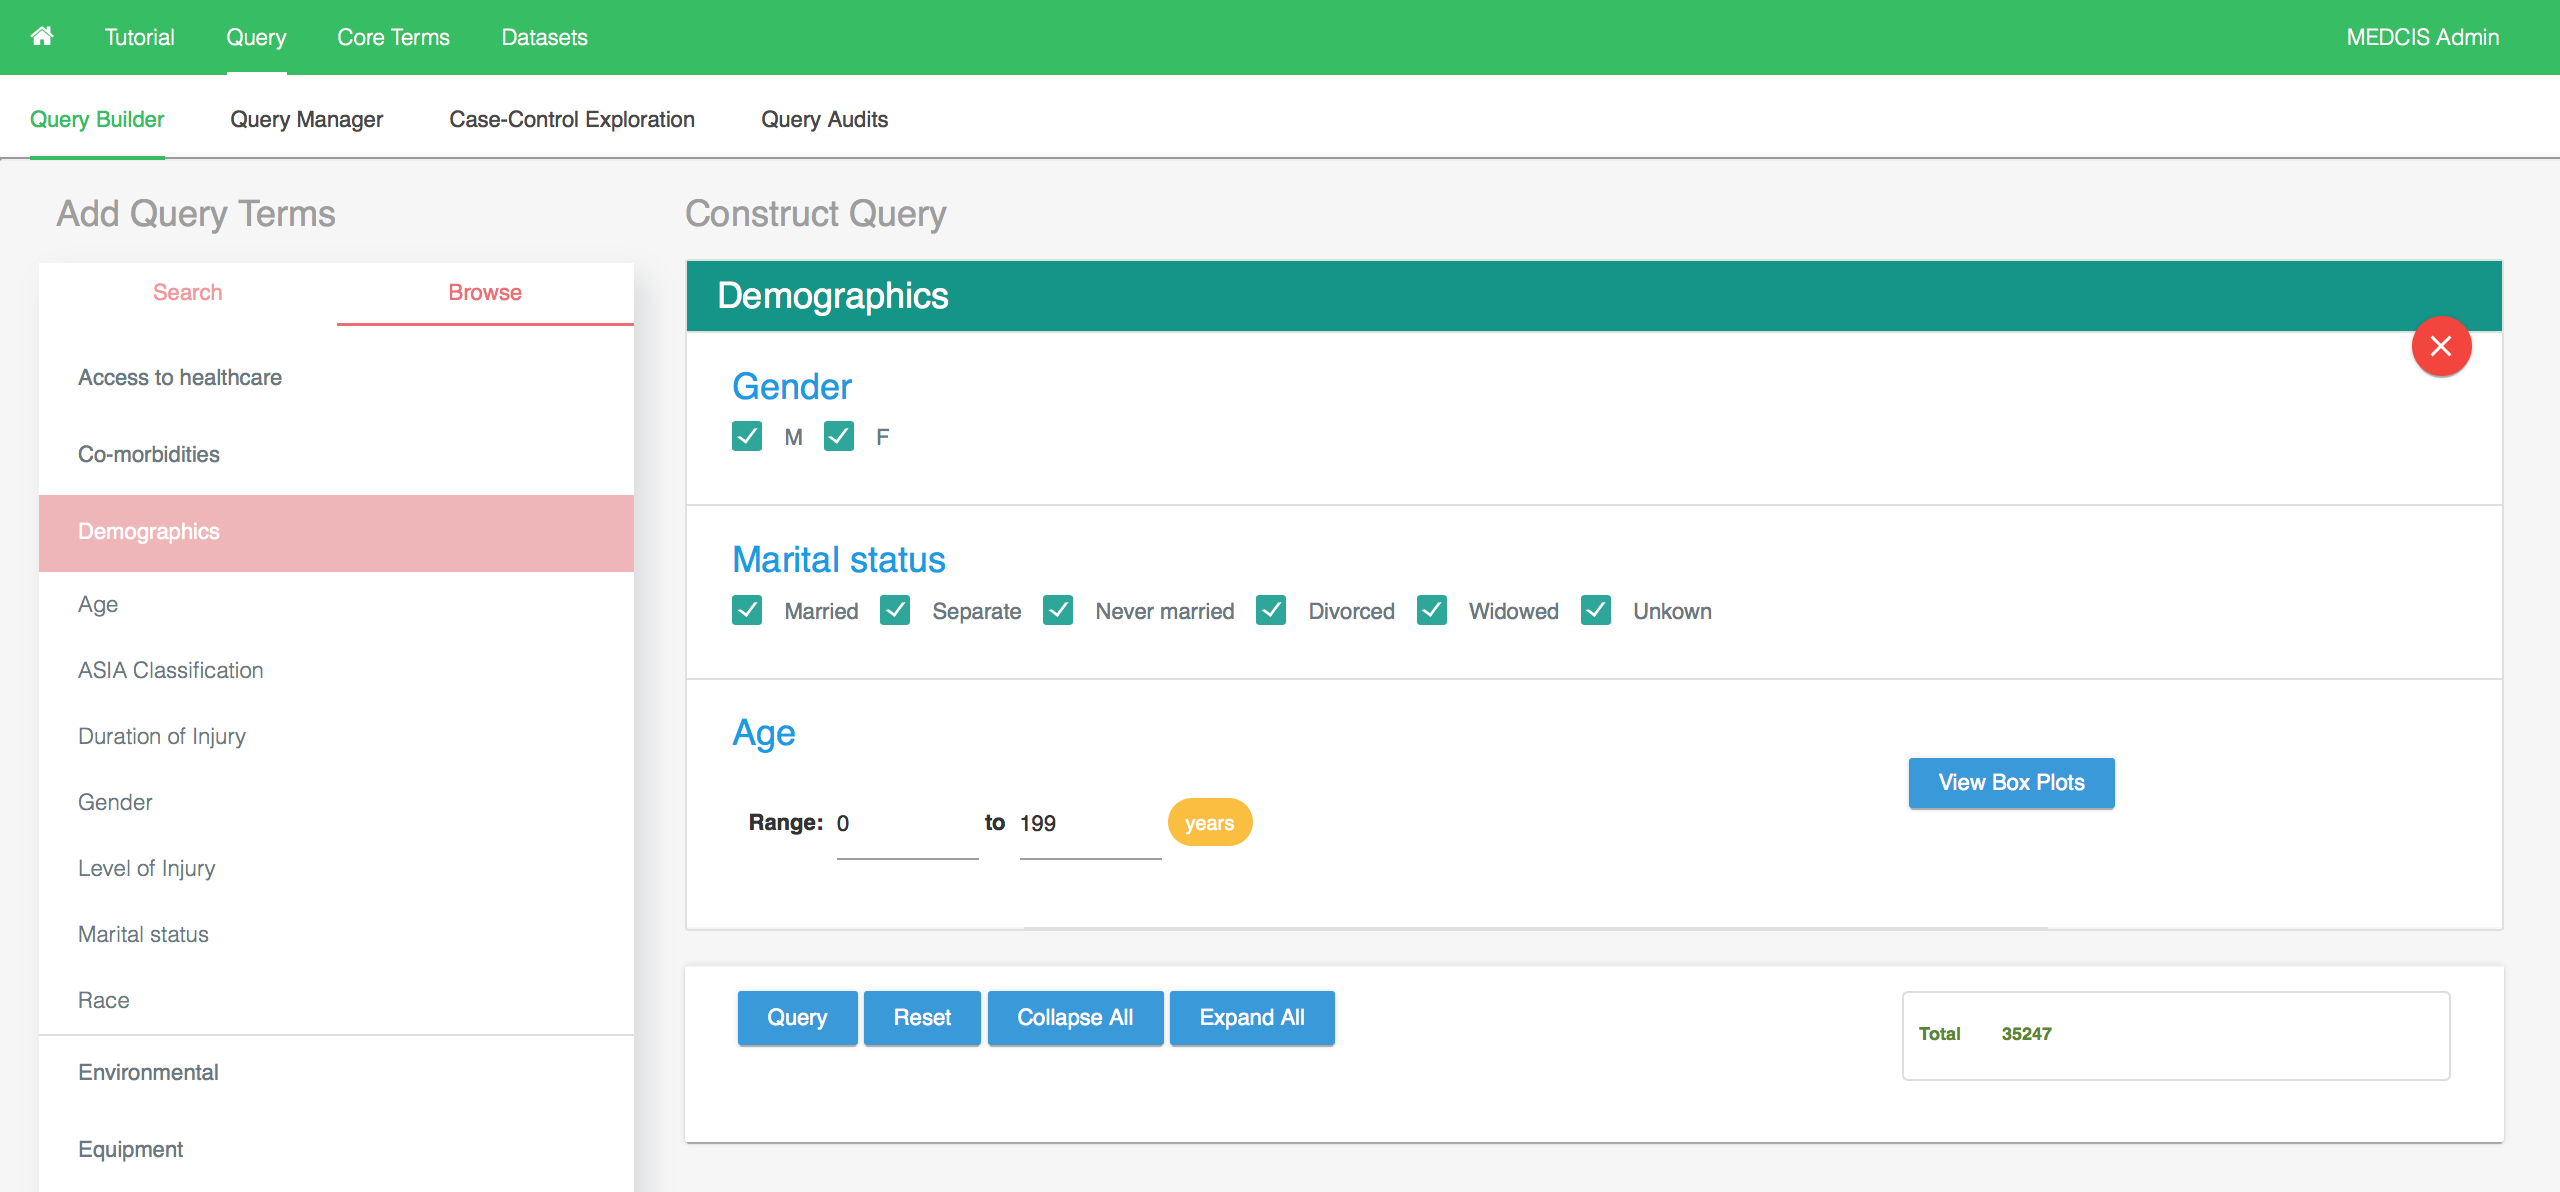 Tutorial Query Core Terms Datasets MEDCIS Admin
Query Builder Query Manager Case-Control Exploration Query Audits
Add Query Terms
Search Browse
Access to healthcare
Co-morbidities
Demographics
Age
ASIA Classification
Duration of Injury
Gender
Level of Injury
Marital status
Race
Environmental
Equipment
Construct Query
Demographics
Gender
M F
Marital status
Married Separate Never married Divorced Widowed Unkown
Age
View Box Plots
Range: 0 to 199 years
Query Reset Collapse All Expand All
Total 35247